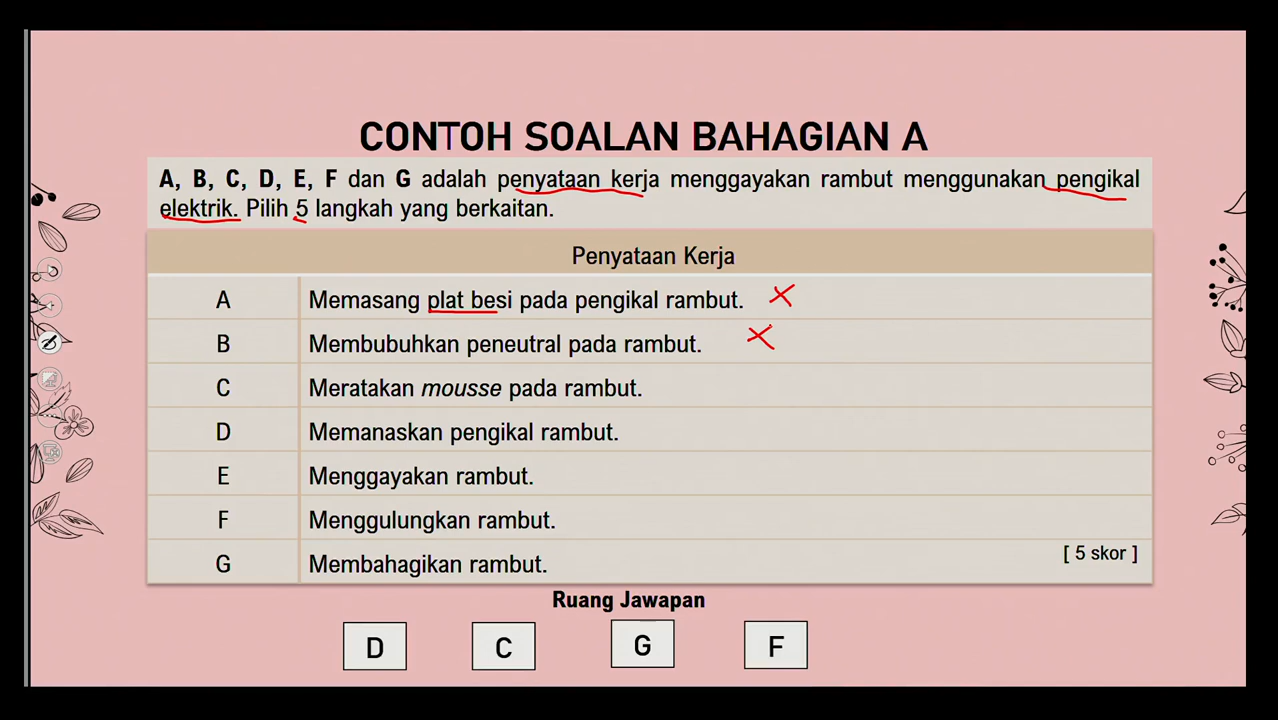 CONTOH SOALAN BAHAGIAN A
A, B, C, D, E, F dan G adalah penyataan kerja menggayakan rambut menggunakan pengikal
elektrik. Pilih 5 langkah yang berkaitan.
Penyataan Kerja
A Memasang plat besi pada pengikal rambut.
B Membubuhkan peneutral pada rambut.
C Meratakan mousse pada rambut.
D Memanaskan pengikal rambut.
E Menggayakan rambut.
F Menggulungkan rambut.
G Membahagikan rambut.
[ 5 skor ]
Ruang Jawapan
D C G F